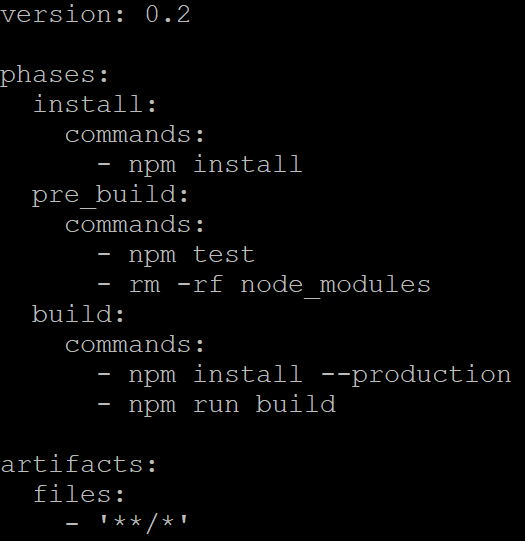 version: 0.2

phases:
  install:
    commands:
      - npm install
  pre_build:
    commands:
      - npm test
      - rm -rf node_modules
  build:
    commands:
      - npm install --production
      - npm run build

artifacts:
  files:
    - '**/*'